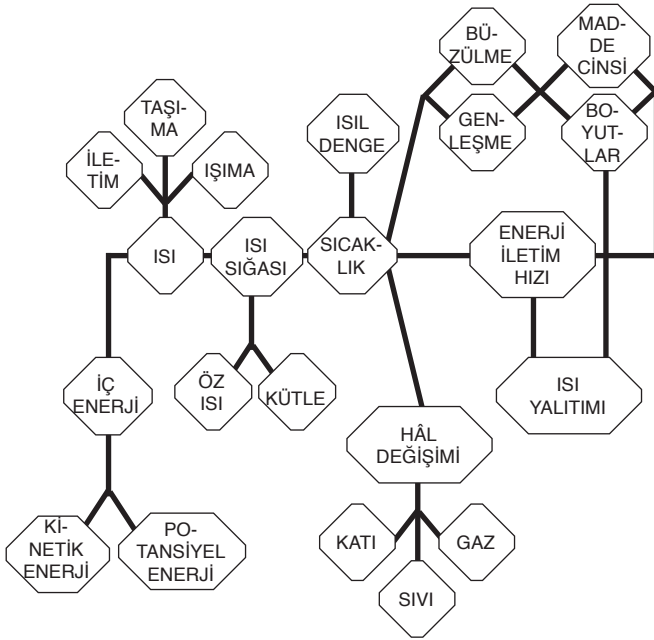 BÜ-
ZÜLME
MAD-
DE
CİNSİ
GEN-
LEŞME
BO-
YUT-
LAR
TAŞI-
MA
İLE-
TİM
IŞIMA
ISIL
DENGE
ISI
ISI
SIĞASI
SICAK-
LIK
ENERJİ
İLETİM
HIZI
İÇ
ENERJİ
ÖZ
ISI
KÜTLE
ISI
YALITIMI
HÂL
DEĞİŞİMİ
Kİ-
NETİK
ENERJİ
PO-
TANSİYEL
ENERJİ
KATI
GAZ
SIVI